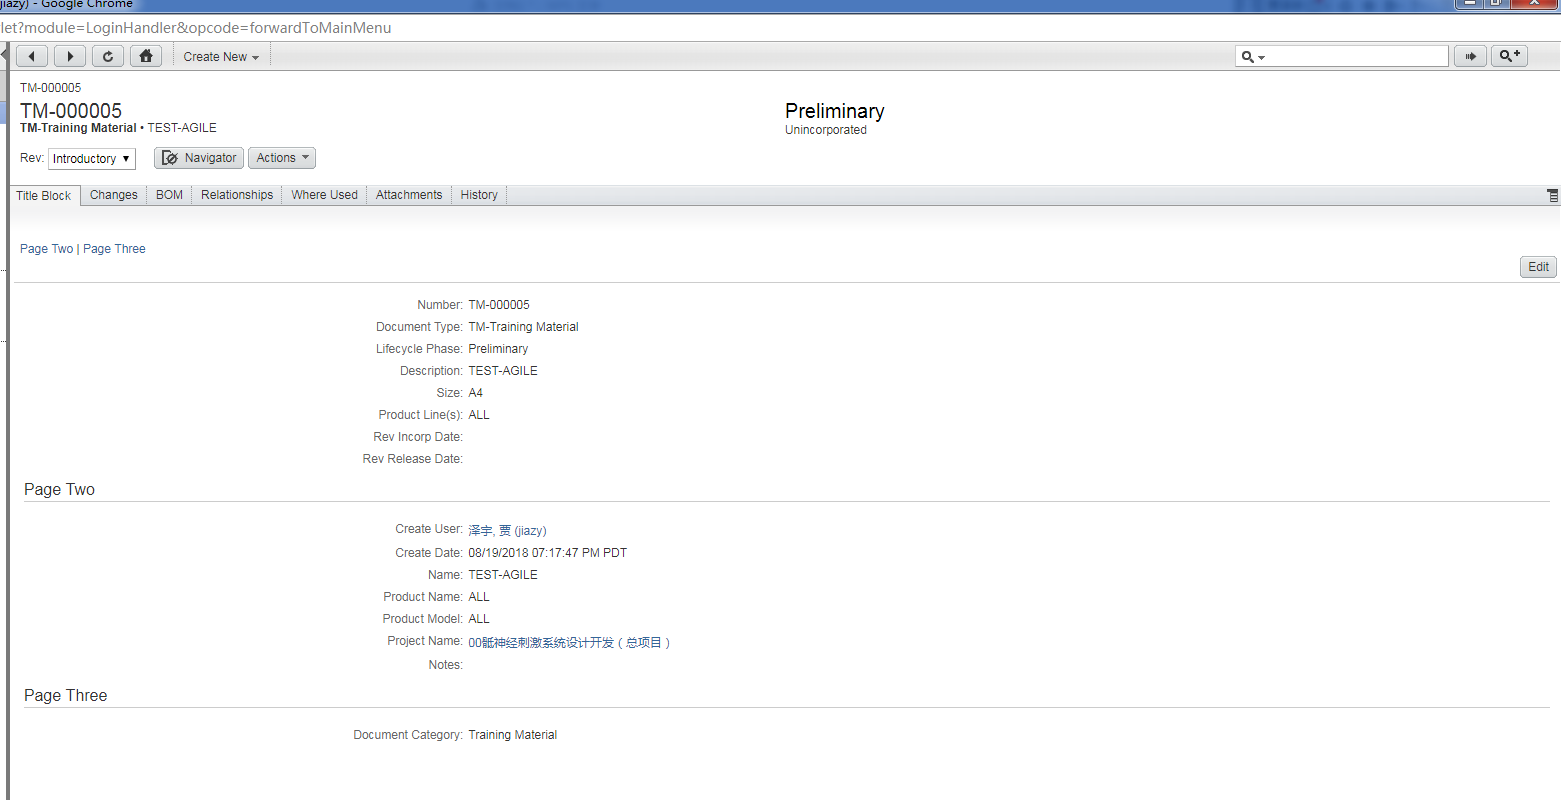 jiazy) - Google Chrome
let?module=LoginHandler&opcode=forwardToMainMenu
Create New
TM-000005
TM-000005
Preliminary
TM-Training Material • TEST-AGILE
Unincorporated
Rev: Introductory Navigator Actions
Title Block Changes BOM Relationships Where Used Attachments History
Page Two | Page Three
Edit
Number: TM-000005
Document Type: TM-Training Material
Lifecycle Phase: Preliminary
Description: TEST-AGILE
Size: A4
Product Line(s): ALL
Rev Incorp Date:
Rev Release Date:
Page Two
Create User: 泽宇, 贾 (jiazy)
Create Date: 08/19/2018 07:17:47 PM PDT
Name: TEST-AGILE
Product Name: ALL
Product Model: ALL
Project Name: 00骶神经刺激系统设计开发（总项目）
Notes:
Page Three
Document Category: Training Material